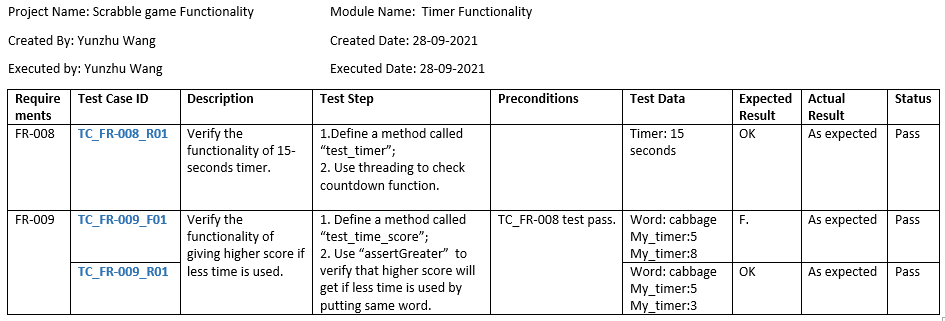 Project Name: Scrabble game Functionality
Module Name: Timer Functionality
Created By: Yunzhu Wang
Created Date: 28-09-2021
Executed by: Yunzhu Wang
Executed Date: 28-09-2021
Require
ments
Test Case ID
Description
Test Step
Preconditions
Test Data
Expected
Result
Actual
Result
Status
FR-008
TC_FR-008_R01
Verify the
functionality of 15-
seconds timer.
1.Define a method called
“test_timer”;
2. Use threading to check
countdown function.
Timer: 15
seconds
OK
As expected
Pass
FR-009
TC_FR-009_F01
Verify the
functionality of
giving higher score if
less time is used.
1. Define a method called
“test_time_score”;
2. Use “assertGreater” to
verify that higher score will
get if less time is used by
putting same word.
TC_FR-008 test pass.
Word: cabbage
My_timer:5
My_timer:8
F.
As expected
Pass
TC_FR-009_R01
Word: cabbage
My_timer:5
My_timer:3
OK
As expected
Pass